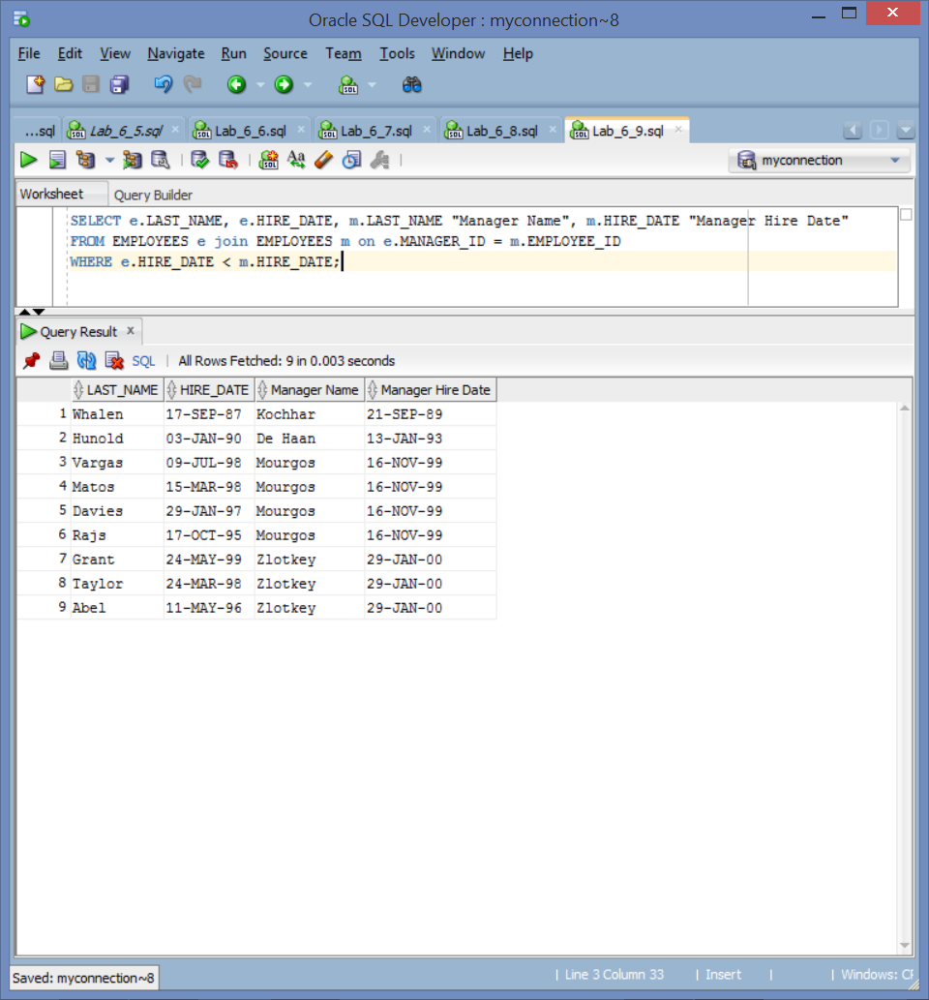 Oracle SQL Developer : myconnection~8
File Edit View Navigate Run Source Team Tools Window Help
...sql Lab_6_5.sql Lab_6_6.sql Lab_6_7.sql Lab_6_8.sql Lab_6_9.sql
myconnection
Worksheet Query Builder
SELECT e.LAST_NAME, e.HIRE_DATE, m.LAST_NAME "Manager Name", m.HIRE_DATE "Manager Hire Date"
FROM EMPLOYEES e join EMPLOYEES m on e.MANAGER_ID = m.EMPLOYEE_ID
WHERE e.HIRE_DATE < m.HIRE_DATE;
Query Result x
SQL | All Rows Fetched: 9 in 0.003 seconds
LAST_NAME HIRE_DATE Manager Name Manager Hire Date
1 Whalen 17-SEP-87 Kochhar 21-SEP-89
2 Hunold 03-JAN-90 De Haan 13-JAN-93
3 Vargas 09-JUL-98 Mourgos 16-NOV-99
4 Matos 15-MAR-98 Mourgos 16-NOV-99
5 Davies 29-JAN-97 Mourgos 16-NOV-99
6 Rajs 17-OCT-95 Mourgos 16-NOV-99
7 Grant 24-MAY-99 Zlotkey 29-JAN-00
8 Taylor 24-MAR-98 Zlotkey 29-JAN-00
9 Abel 11-MAY-96 Zlotkey 29-JAN-00
Saved: myconnection~8 | Line 3 Column 33 | Insert | | Windows: